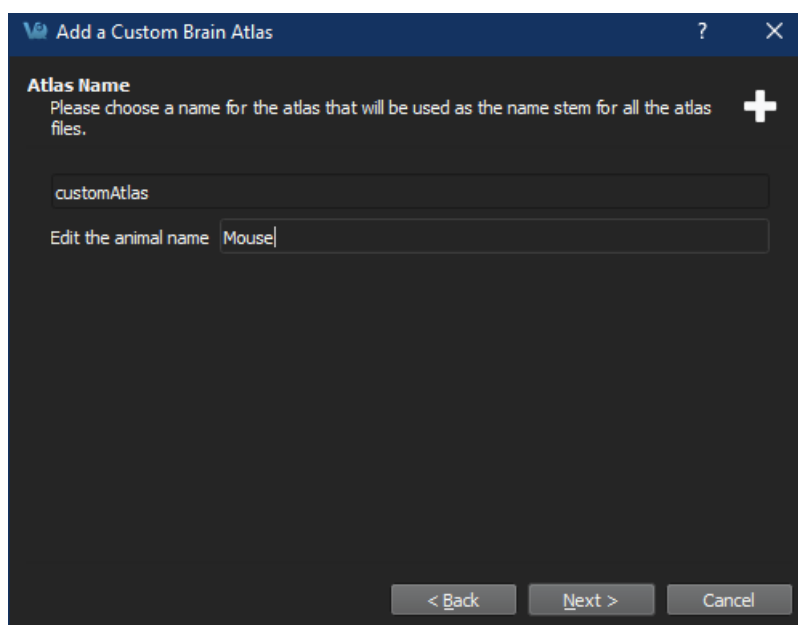 Add a Custom Brain Atlas ?
Atlas Name
Please choose a name for the atlas that will be used as the name stem for all the atlas
files.
customAtlas
Edit the animal name Mouse
< Back Next > Cancel